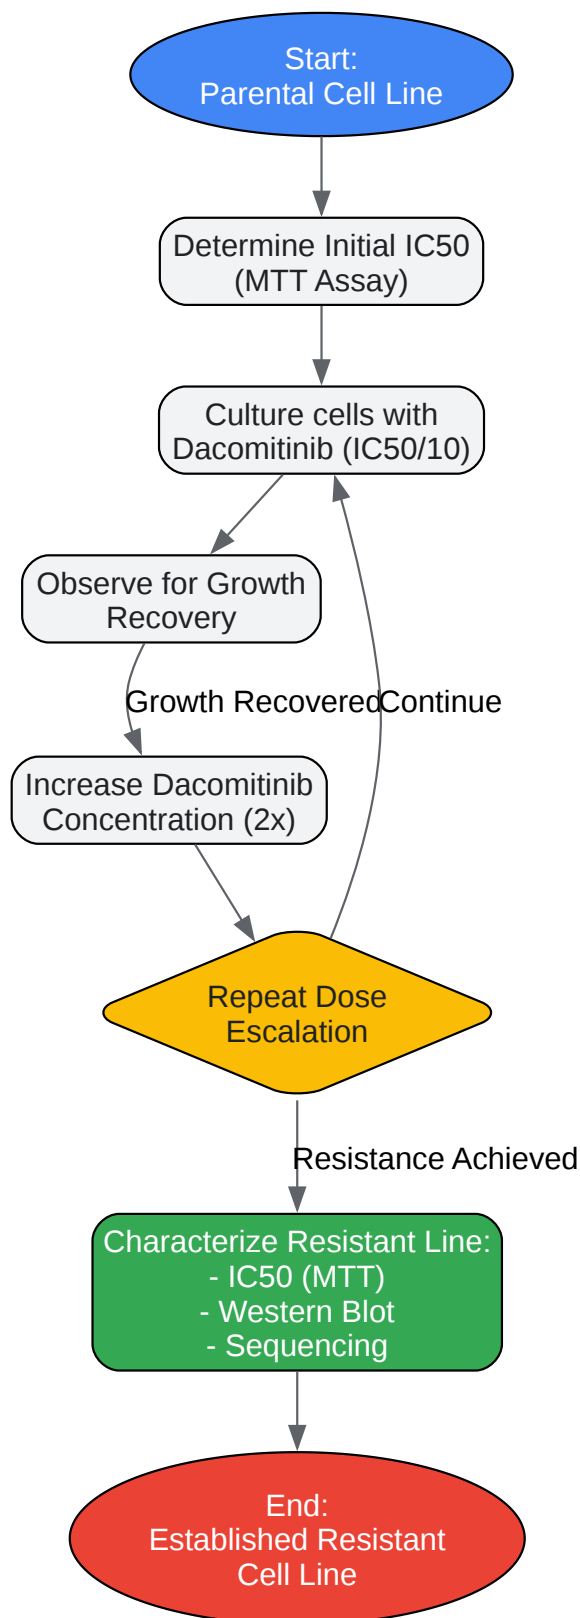 Start:
Parental Cell Line
Determine Initial IC50
(MTT Assay)
Culture cells with
Dacomitinib (IC50/10)
Observe for Growth
Recovery
Growth Recovered
Continue
Increase Dacomitinib
Concentration (2x)
Repeat Dose
Escalation
Resistance Achieved
Characterize Resistant Line:
- IC50 (MTT)
- Western Blot
- Sequencing
End:
Established Resistant
Cell Line